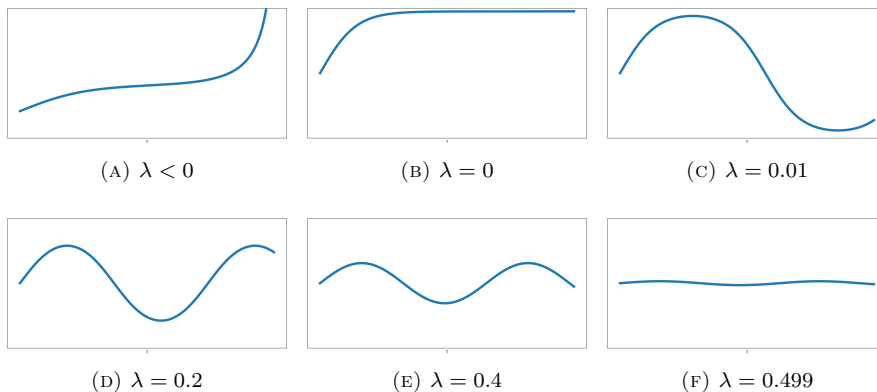 (A) λ < 0
(B) λ = 0
(C) λ = 0.01
(D) λ = 0.2
(E) λ = 0.4
(F) λ = 0.499